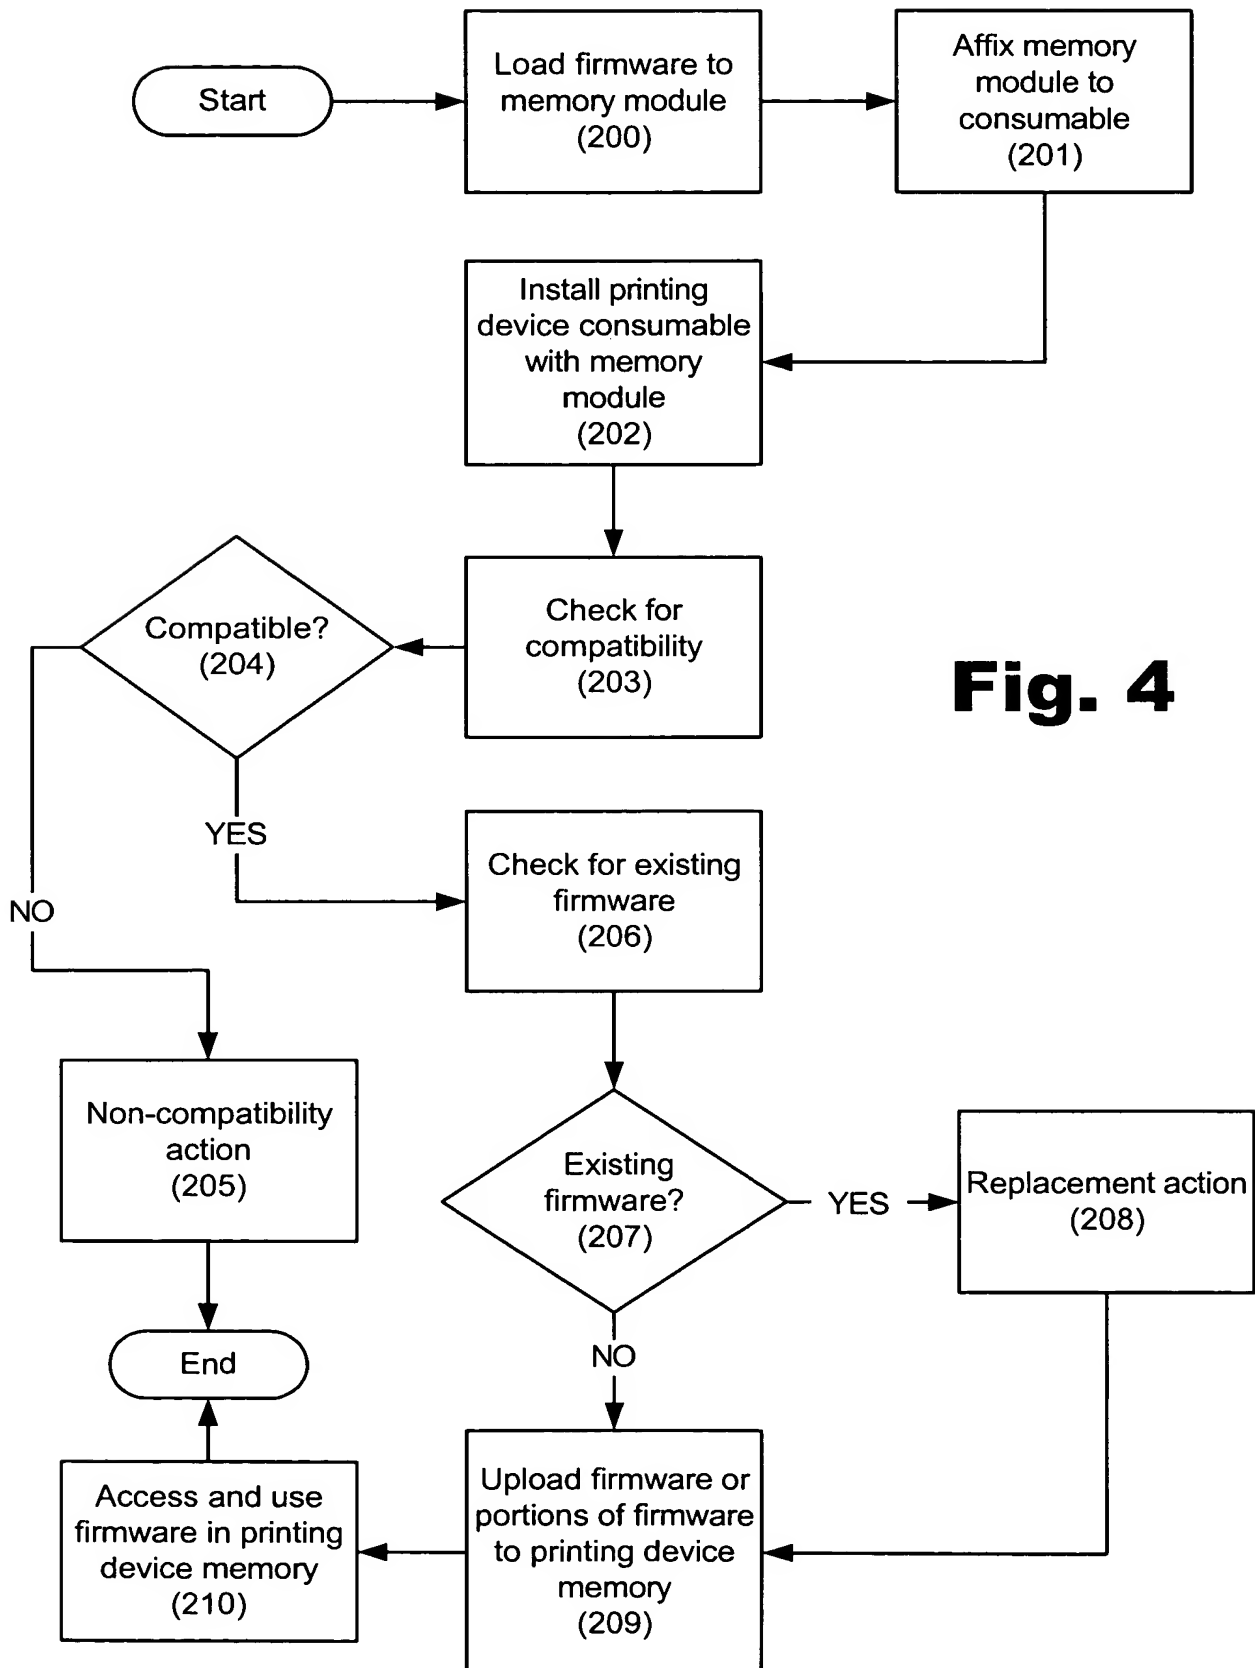 Start
Load firmware to
memory module
(200)
Affix memory
module to
consumable
(201)
Install printing
device consumable
with memory
module
(202)
Check for
compatibility
(203)
Compatible?
(204)
Fig. 4
YES
NO
Check for existing
firmware
(206)
Non-compatibility
action
(205)
Existing
firmware?
(207)
YES
Replacement action
(208)
NO
End
Upload firmware or
portions of firmware
to printing device
memory
(209)
Access and use
firmware in printing
device memory
(210)